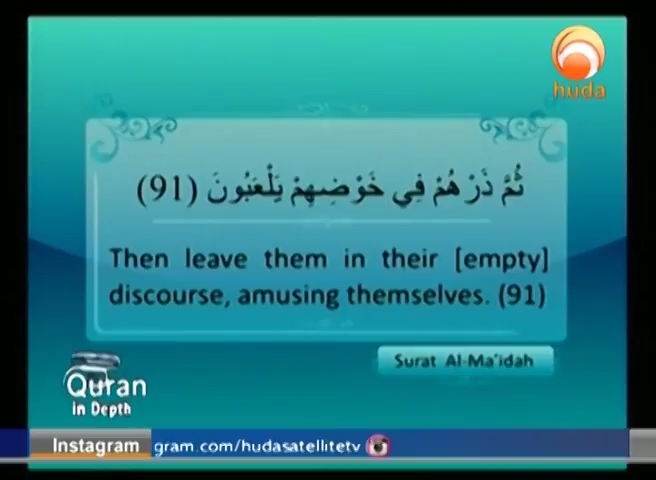 huda
ثُمَّ ذَرْهُمْ فِي خَوْضِهِمْ يَلْعَبُونَ (91)
Then leave them in their [empty]
discourse, amusing themselves. (91)
Surat Al-Ma'idah
Quran
in Depth
Instagram gram.com/hudasatellitetv